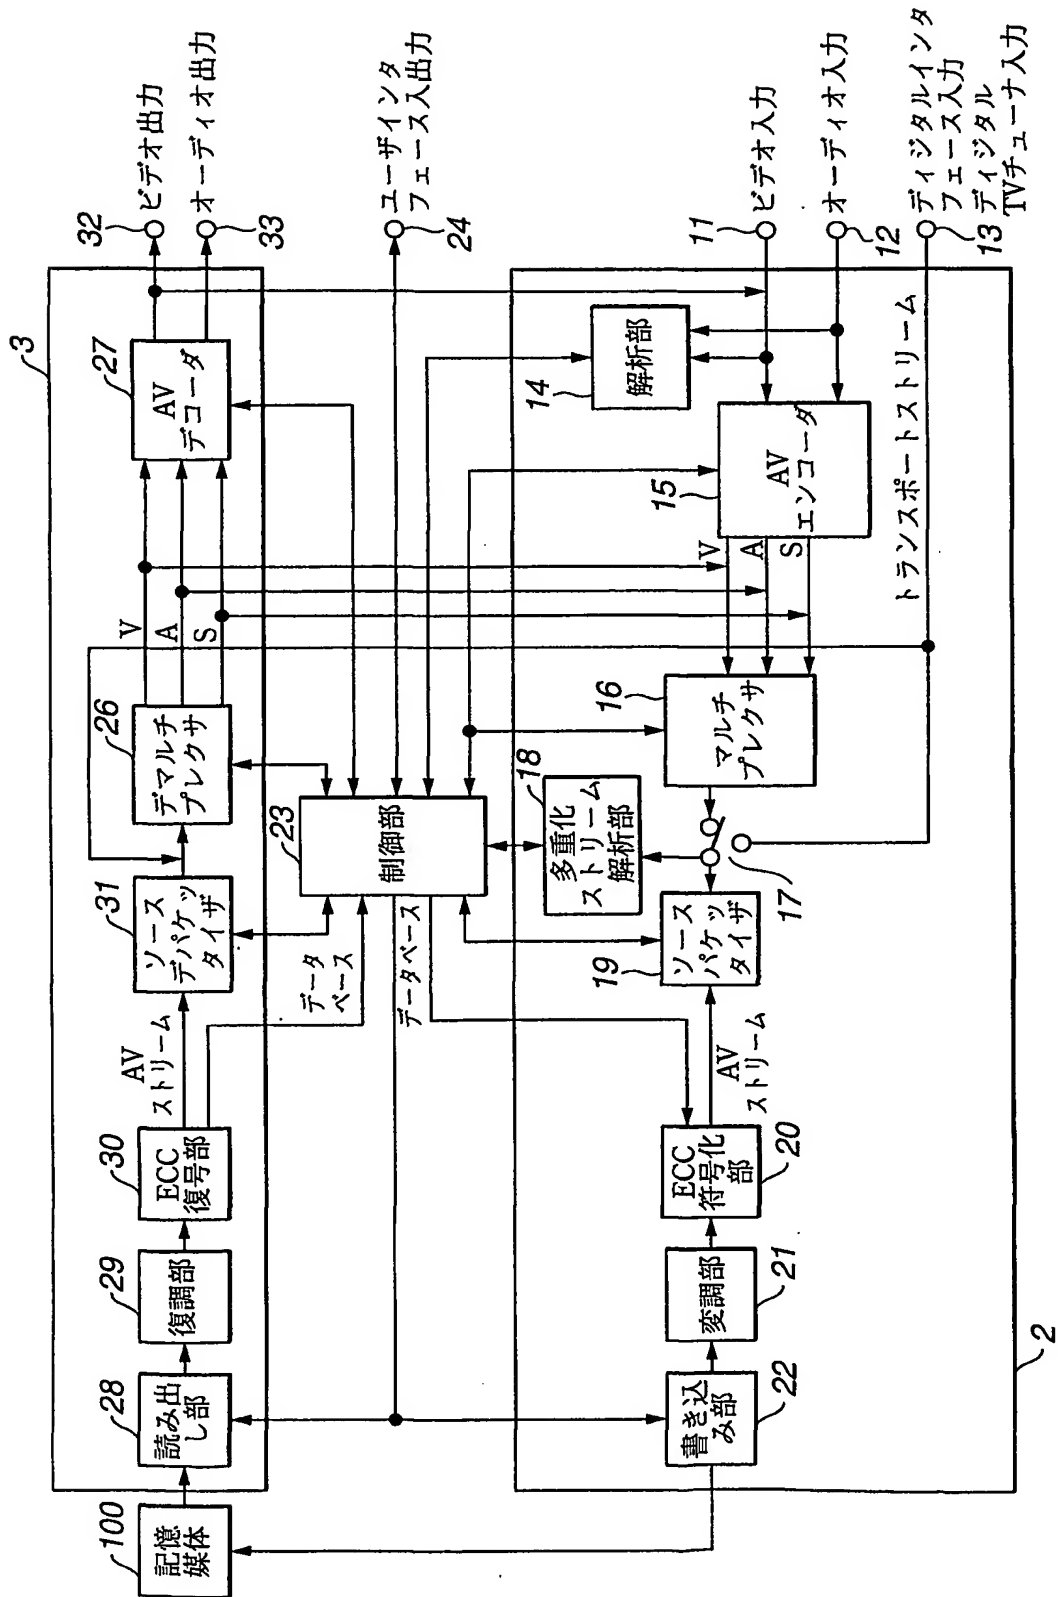 3
100
記憶
媒体
28
読み出
し部
29
復調部
30
ECC
復号部
AV
ストリーム
31
ソース
デパケッ
タイザ
26
デマルチ
プレクサ
V
A
S
27
AV
デコーダ
32
ビデオ出力
33
オーディオ出力
データ
ベース
データベース
23
制御部
24
ユーザインタ
フェース入出力
2
22
書き込
み部
21
変調部
20
ECC
符号化
部
AV
ストリーム
19
ソース
パケッ
タイザ
18
多重化
ストリーム
解析部
17
16
マルチ
プレクサ
V
A
S
15
AV
エンコーダ
14
解析部
トランスポートストリーム
11
ビデオ入力
12
オーディオ入力
13
ディジタルインタ
フェース入力
ディジタル
TVチューナ入力